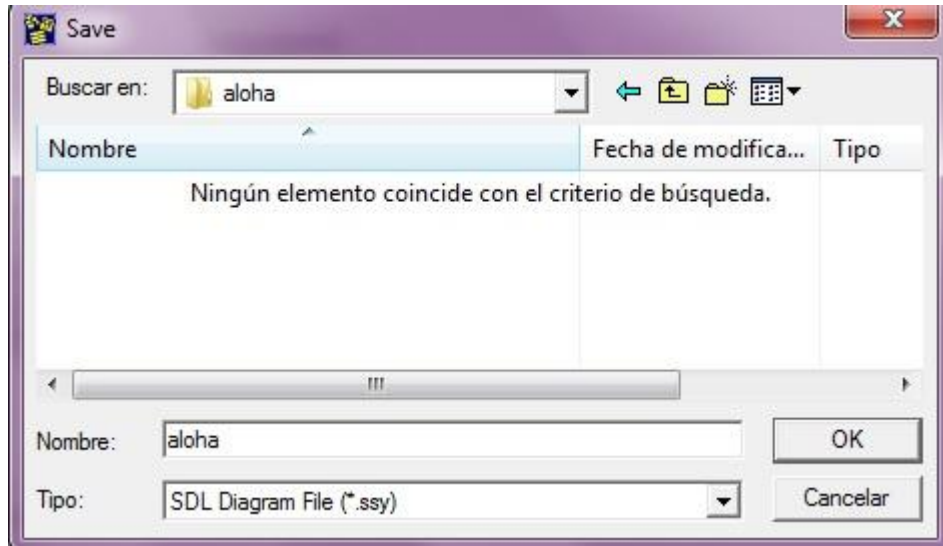 Save
Buscar en: aloha
Nombre Fecha de modifica... Tipo
Ningún elemento coincide con el criterio de búsqueda.
Nombre: aloha OK
Tipo: SDL Diagram File (*.ssy) Cancelar